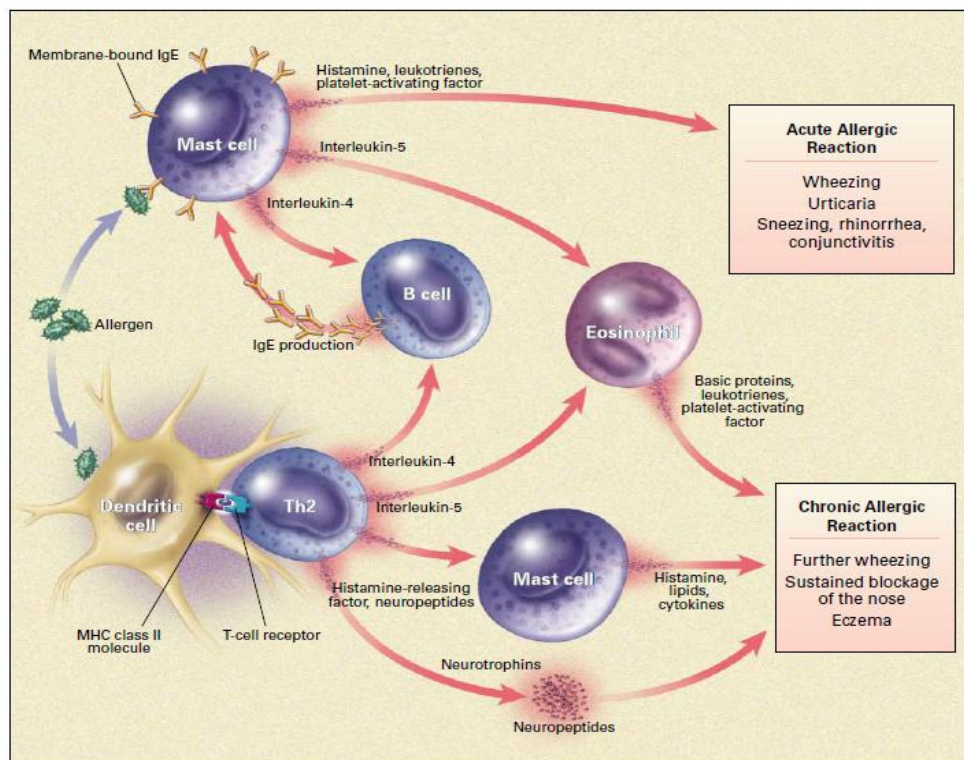 Membrane-bound IgE
Histamine, leukotrienes,
platelet-activating factor
Mast cell
Interleukin-5
Interleukin-4
Acute Allergic
Reaction
Wheezing
Urticaria
Sneezing, rhinorrhea,
conjunctivitis
B cell
Allergen
IgE production
Eosinophil
Basic proteins,
leukotrienes,
platelet-activating
factor
Interleukin-4
Dendritic
cell
Th2
Interleukin-5
Chronic Allergic
Reaction
Further wheezing
Sustained blockage
of the nose
Eczema
Mast cell
Histamine,
lipids,
cytokines
Histamine-releasing
factor, neuropeptides
MHC class II
molecule
T-cell receptor
Neurotrophins
Neuropeptides